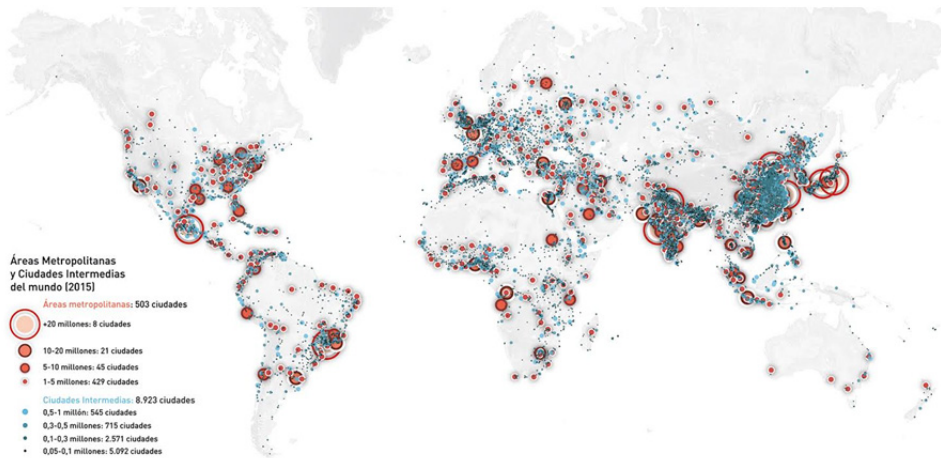 Áreas Metropolitanas
y Ciudades Intermedias
del mundo (2015)
Áreas metropolitanas: 503 ciudades
+20 millones: 8 ciudades
10-20 millones: 21 ciudades
5-10 millones: 45 ciudades
1-5 millones: 429 ciudades
Ciudades Intermedias: 8.923 ciudades
0,5-1 millón: 545 ciudades
0,3-0,5 millones: 715 ciudades
0,1-0,3 millones: 2.571 ciudades
0,05-0,1 millones: 5.092 ciudades